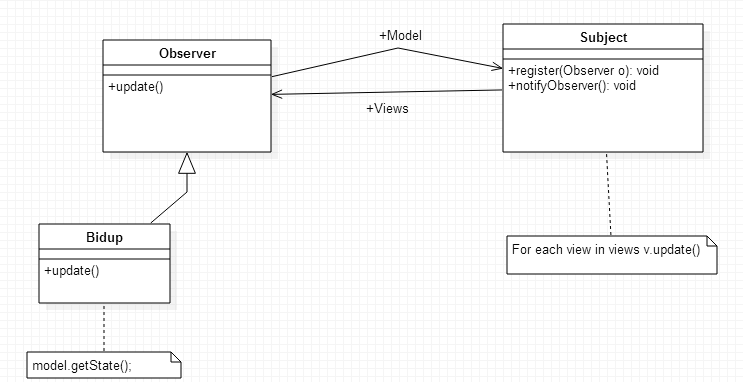 +Model
Subject
Observer
+register(Observer o): void
+update()
+notifyObserver(): void
+Views
Bidup
For each view in views v.update()
+update()
model.getState();